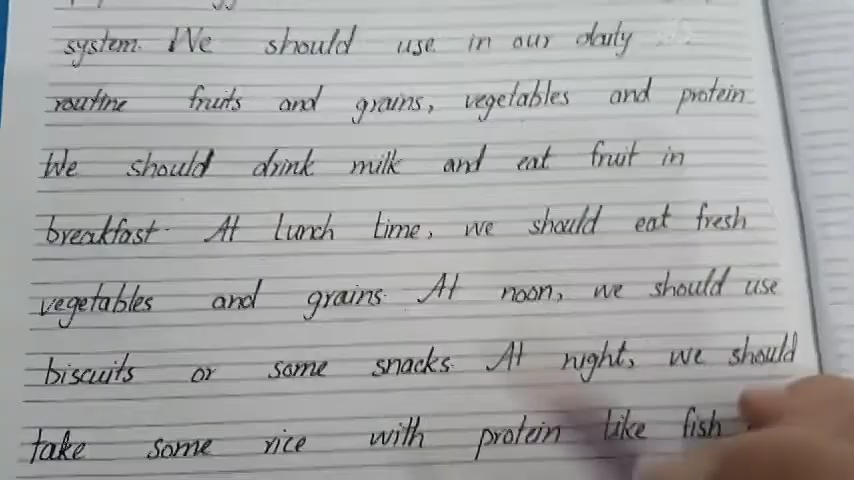 system. We should use in our daily
routine fruits and grains, vegetables and protein
We should drink milk and eat fruit in
breakfast. At lunch time, we should eat fresh
vegetables and grains. At noon, we should use
biscuits or some snacks. At night, we should
take some rice with protein like fish